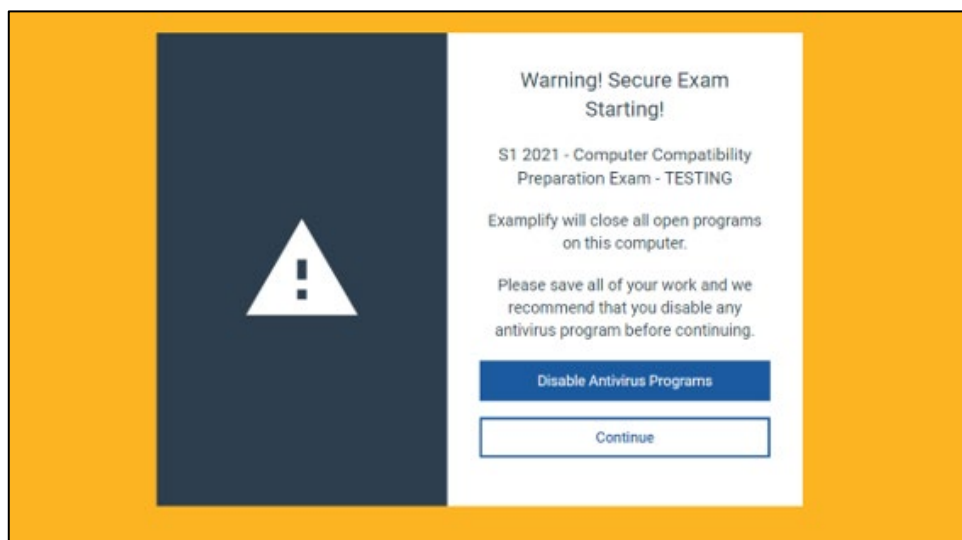 Warning! Secure Exam
Starting!
S1 2021 - Computer Compatibility
Preparation Exam - TESTING
Examplify will close all open programs
on this computer.
Please save all of your work and we
recommend that you disable any
antivirus program before continuing.
Disable Antivirus Programs
Continue